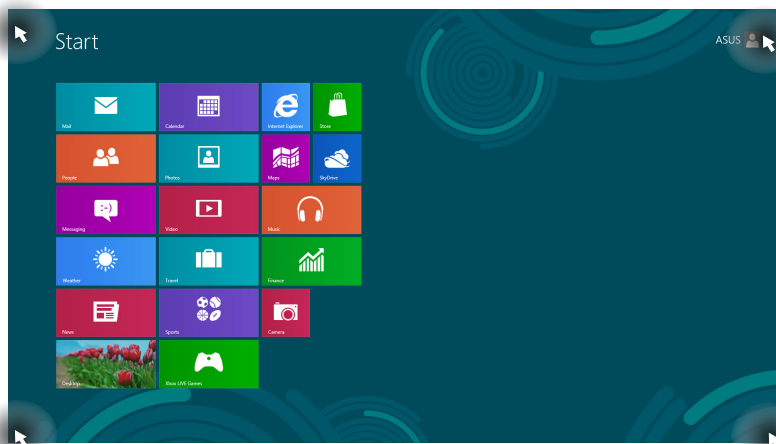 Start
ASUS
Mail
Calendar
Internet Explorer
Store
People
Photos
Maps
SkyDrive
Messaging
:-)
Video
Music
Weather
Travel
Finance
News
Sports
Camera
Desktop
Xbox LIVE Games